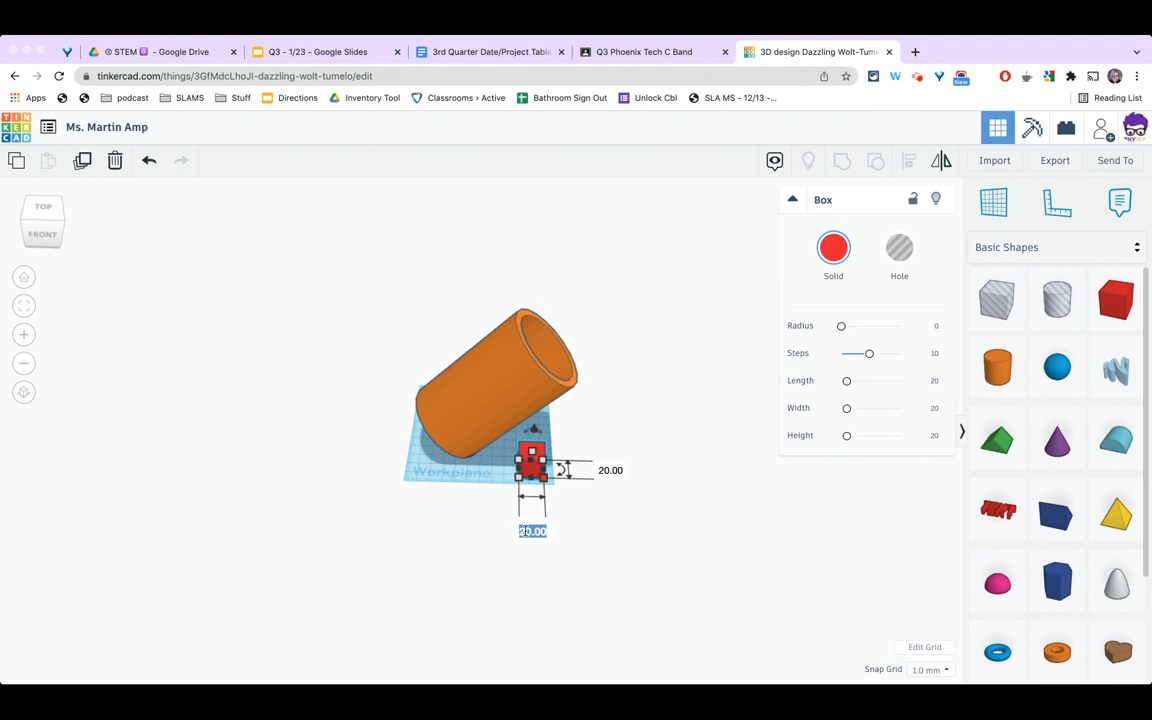 STEM - Google Drive
Q3 - 1/23 - Google Slides
3rd Quarter Date/Project Table
Q3 Phoenix Tech C Band
3D design Dazzling Wolt-Tume
tinkercad.com/things/3GfMdcLhoJI-dazzling-wolt-tumelo/edit
New
Apps
podcast
SLAMS
Stuff
Directions
Inventory Tool
Classrooms > Active
Bathroom Sign Out
Unlock Cbl
SLA MS - 12/13 -...
Reading List
TIN
KER
CAD
Ms. Martin Amp
Import
Export
Send To
TOP
FRONT
Box
Solid
Hole
Radius 0
Steps 10
Length 20
Width 20
Height 20
Basic Shapes
TEXT
Workplane
20.00
20.00
Edit Grid
Snap Grid 1.0 mm